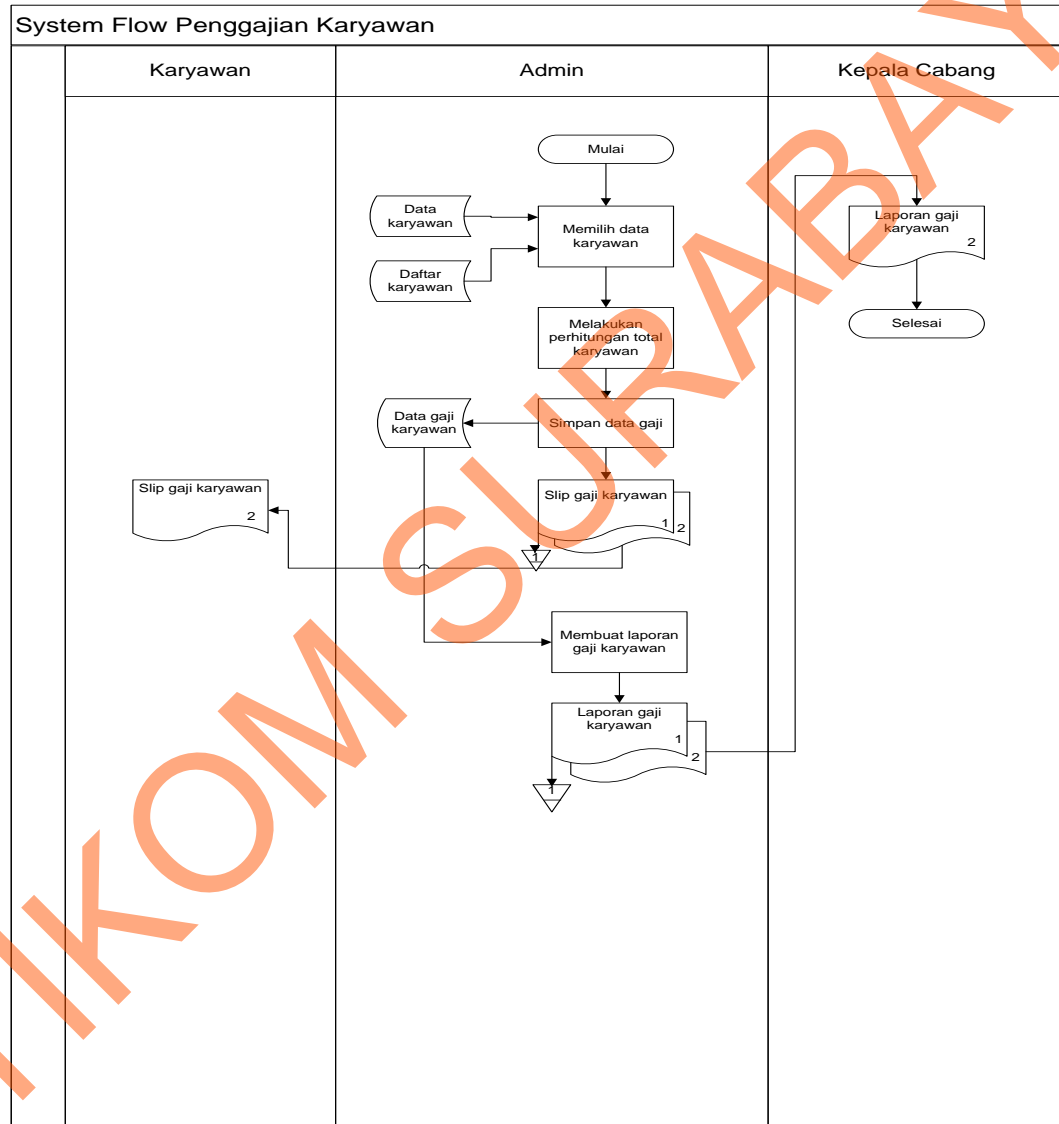 System Flow Penggajian Karyawan
Karyawan
Admin
Kepala Cabang
Mulai
Data
karyawan
Memilih data
karyawan
Laporan gaji
karyawan
2
Daftar
karyawan
Melakukan
perhitungan total
karyawan
Selesai
Data gaji
karyawan
Simpan data gaji
Slip gaji karyawan
2
Slip gaji karyawan
1
2
1
Membuat laporan
gaji karyawan
Laporan gaji
karyawan
1
2
1
IKOM SURABAY